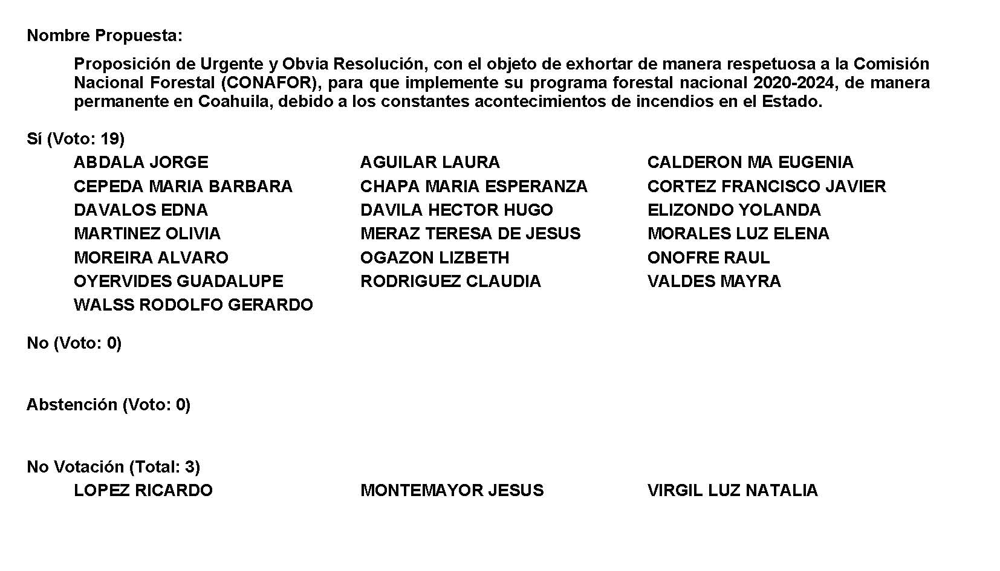 Nombre Propuesta:
Proposición de Urgente y Obvia Resolución, con el objeto de exhortar de manera respetuosa a la Comisión
Nacional Forestal (CONAFOR), para que implemente su programa forestal nacional 2020-2024, de manera
permanente en Coahuila, debido a los constantes acontecimientos de incendios en el Estado.
Sí (Voto: 19)
ABDALA JORGE AGUILAR LAURA CALDERON MA EUGENIA
CEPEDA MARIA BARBARA CHAPA MARIA ESPERANZA CORTEZ FRANCISCO JAVIER
DAVALOS EDNA DAVILA HECTOR HUGO ELIZONDO YOLANDA
MARTINEZ OLIVIA MERAZ TERESA DE JESUS MORALES LUZ ELENA
MOREIRA ALVARO OGAZON LIZBETH ONOFRE RAUL
OYERVIDES GUADALUPE RODRIGUEZ CLAUDIA VALDES MAYRA
WALSS RODOLFO GERARDO
No (Voto: 0)
Abstención (Voto: 0)
No Votación (Total: 3)
LOPEZ RICARDO MONTEMAYOR JESUS VIRGIL LUZ NATALIA